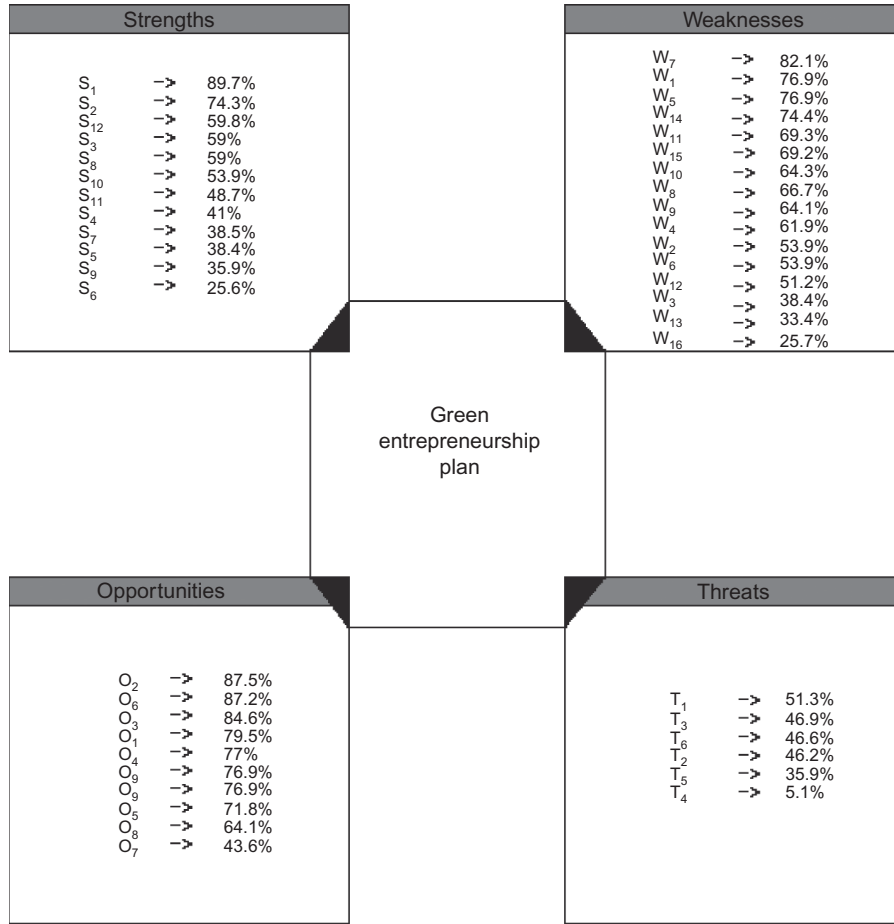 Strengths
S₁ –> 89.7%
S₂ –> 74.3%
S₁₂ –> 59.8%
S₃ –> 59%
S₈ –> 59%
S₁₀ –> 53.9%
S₁₁ –> 48.7%
S₄ –> 41%
S₇ –> 38.5%
S₅ –> 38.4%
S₉ –> 35.9%
S₆ –> 25.6%
Weaknesses
W₇ –> 82.1%
W₁ –> 76.9%
W₅ –> 76.9%
W₁₄ –> 74.4%
W₁₁ –> 69.3%
W₁₅ –> 69.2%
W₁₀ –> 64.3%
W₈ –> 66.7%
W₉ –> 64.1%
W₄ –> 61.9%
W₂ –> 53.9%
W₆ –> 53.9%
W₁₂ –> 51.2%
W₃ –> 38.4%
W₁₃ –> 33.4%
W₁₆ –> 25.7%
Green
entrepreneurship
plan
Opportunities
O₂ –> 87.5%
O₆ –> 87.2%
O₃ –> 84.6%
O₁ –> 79.5%
O₄ –> 77%
O₉ –> 76.9%
O₉ –> 76.9%
O₅ –> 71.8%
O₈ –> 64.1%
O₇ –> 43.6%
Threats
T₁ –> 51.3%
T₃ –> 46.9%
T₆ –> 46.6%
T₂ –> 46.2%
T₅ –> 35.9%
T₄ –> 5.1%